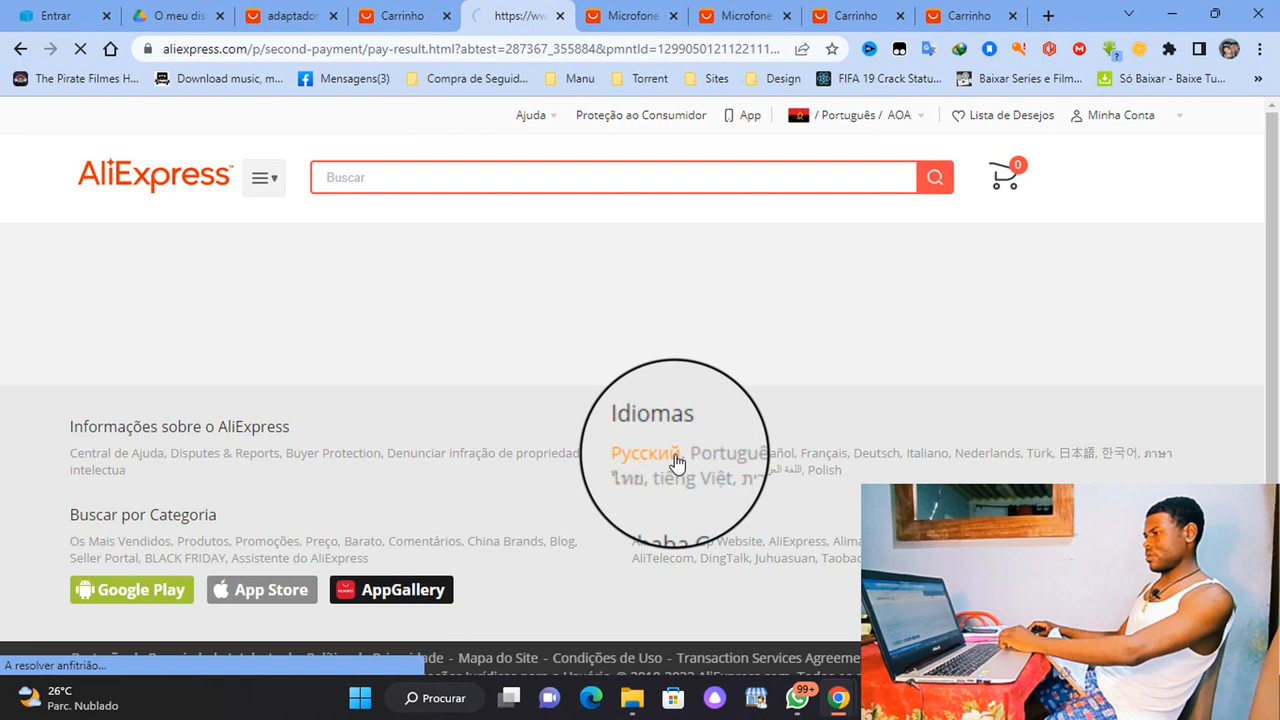 Entrar
O meu dis
adaptador
Carrinho
https://ww
Microfone
Microfone
Carrinho
Carrinho
aliexpress.com/p/second-payment/pay-result.html?abtest=287367_355884&pmntId=1299050121122111...
The Pirate Filmes H...
Download music, m...
Mensagens(3)
Compra de Seguid...
Manu
Torrent
Sites
Design
FIFA 19 Crack Statu...
Baixar Series e Film...
Só Baixar - Baixe Tu...
Ajuda
Proteção ao Consumidor
App
/ Português / AOA
Lista de Desejos
Minha Conta
AliExpress
Buscar
0
Informações sobre o AliExpress
Central de Ajuda, Disputes & Reports, Buyer Protection, Denunciar infração de propriedad
intelectua
Idiomas
Русский, Portuguê añol, Français, Deutsch, Italiano, Nederlands, Türk, 日本語, 한국어, ภาษา
ไทย, tiếng Việt, اللغة العر, Polish
Buscar por Categoria
Os Mais Vendidos, Produtos, Promoções, Preço, Barato, Comentários, China Brands, Blog,
Seller Portal, BLACK FRIDAY, Assistente do AliExpress
Website, AliExpress, Alima
AliTelecom, DingTalk, Juhuasuan, Taobao
Google Play
App Store
AppGallery
- Mapa do Site - Condições de Uso - Transaction Services Agreeme
A resolver anfitrião...
26°C
Parc. Nublado
Procurar
99+